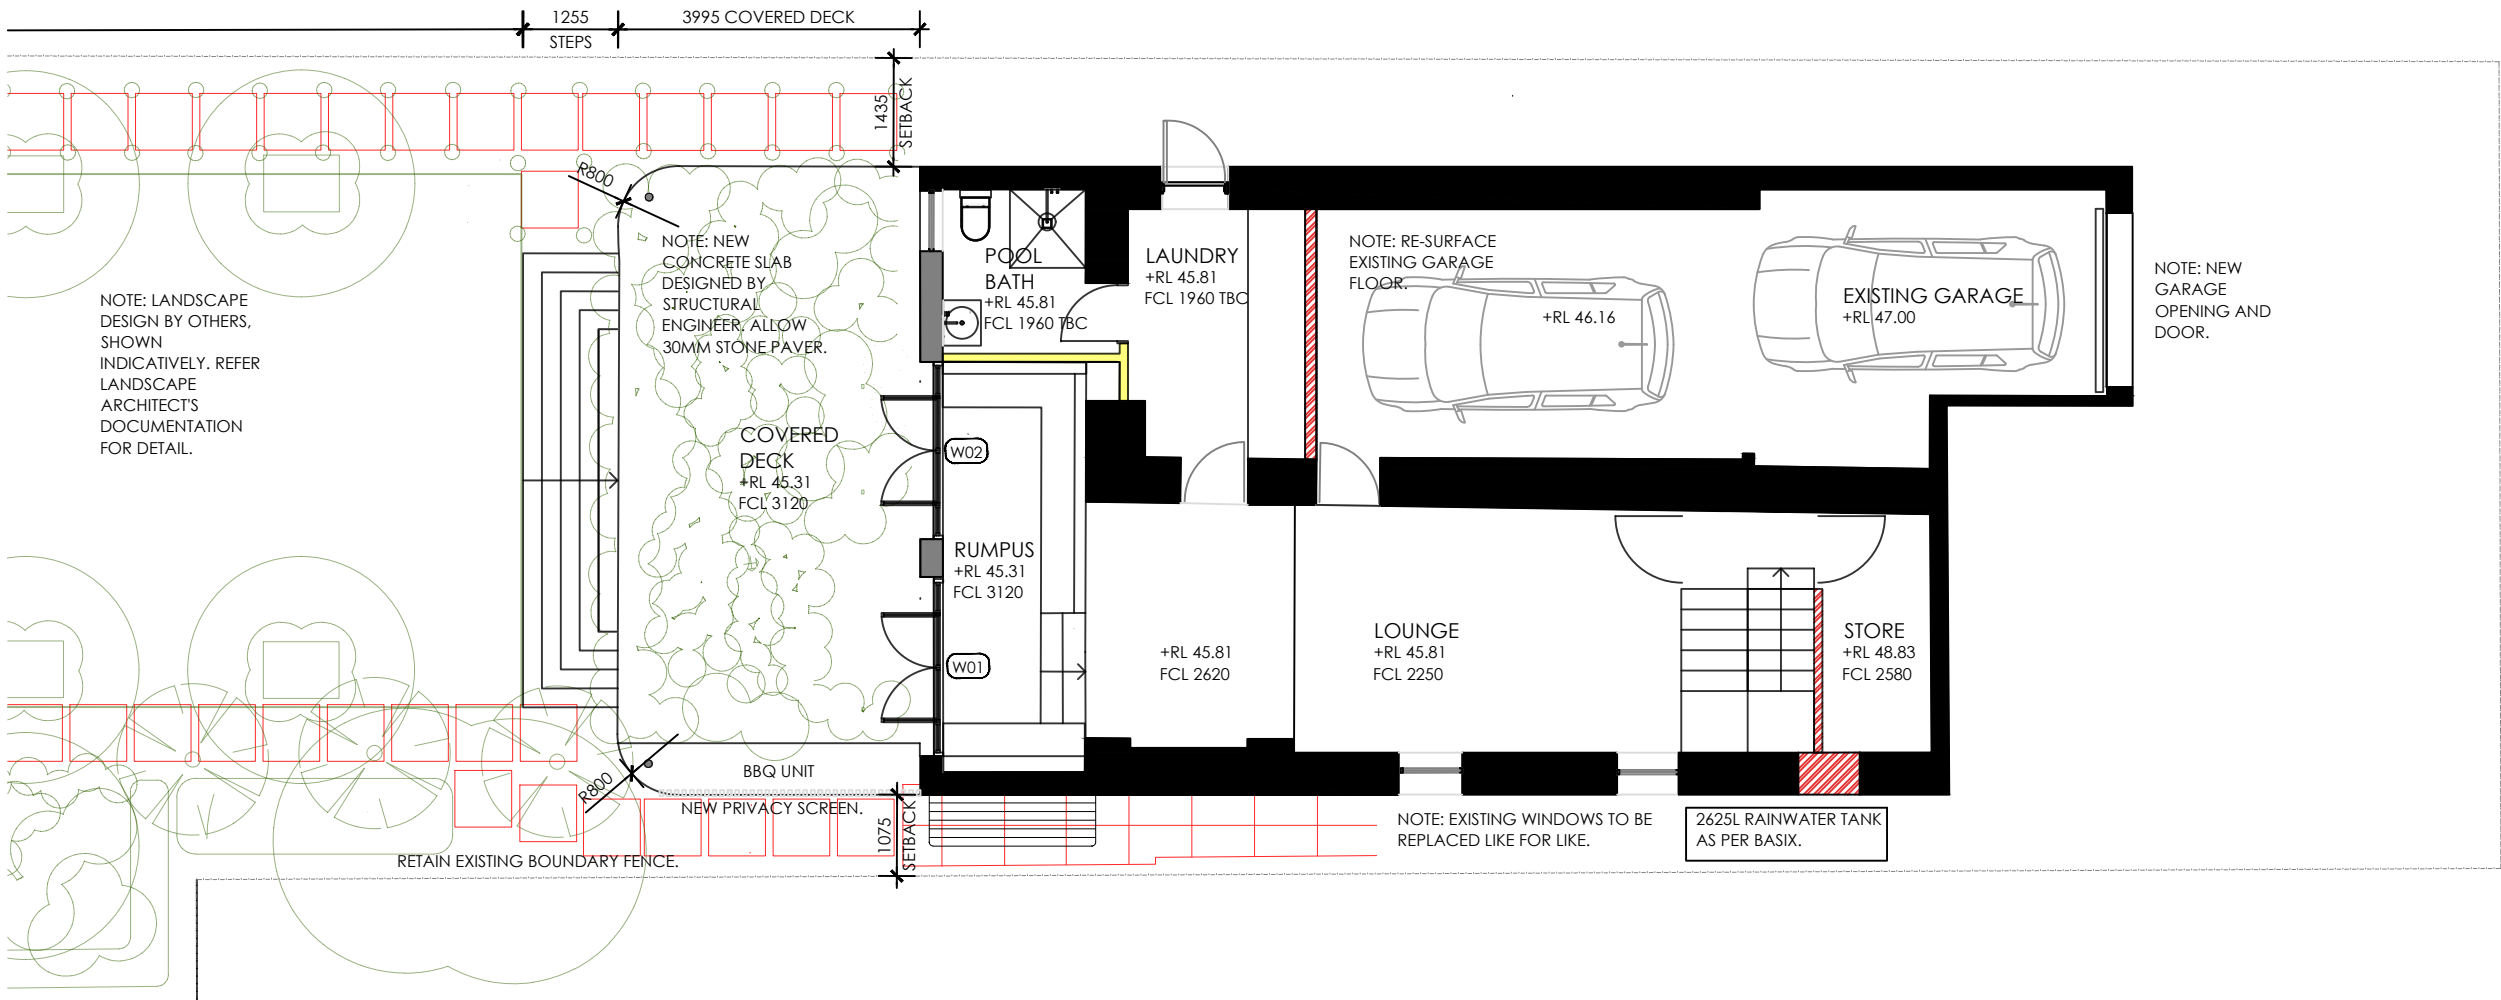 1255
STEPS
3995 COVERED DECK
1435
SETBACK
R800
NOTE: NEW
CONCRETE SLAB
DESIGNED BY
STRUCTURAL
ENGINEER. ALLOW
30MM STONE PAVER.
POOL
BATH
+RL 45.81
FCL 1960 TBC
LAUNDRY
+RL 45.81
FCL 1960 TBC
NOTE: RE-SURFACE
EXISTING GARAGE
FLOOR.
+RL 46.16
EXISTING GARAGE
+RL 47.00
NOTE: NEW
GARAGE
OPENING AND
DOOR.
NOTE: LANDSCAPE
DESIGN BY OTHERS,
SHOWN
INDICATIVELY. REFER
LANDSCAPE
ARCHITECT'S
DOCUMENTATION
FOR DETAIL.
COVERED
DECK
+RL 45.31
FCL 3120
W02
RUMPUS
+RL 45.31
FCL 3120
W01
+RL 45.81
FCL 2620
LOUNGE
+RL 45.81
FCL 2250
STORE
+RL 48.83
FCL 2580
BBQ UNIT
R800
NEW PRIVACY SCREEN.
1075
SETBACK
RETAIN EXISTING BOUNDARY FENCE.
NOTE: EXISTING WINDOWS TO BE
REPLACED LIKE FOR LIKE.
2625L RAINWATER TANK
AS PER BASIX.